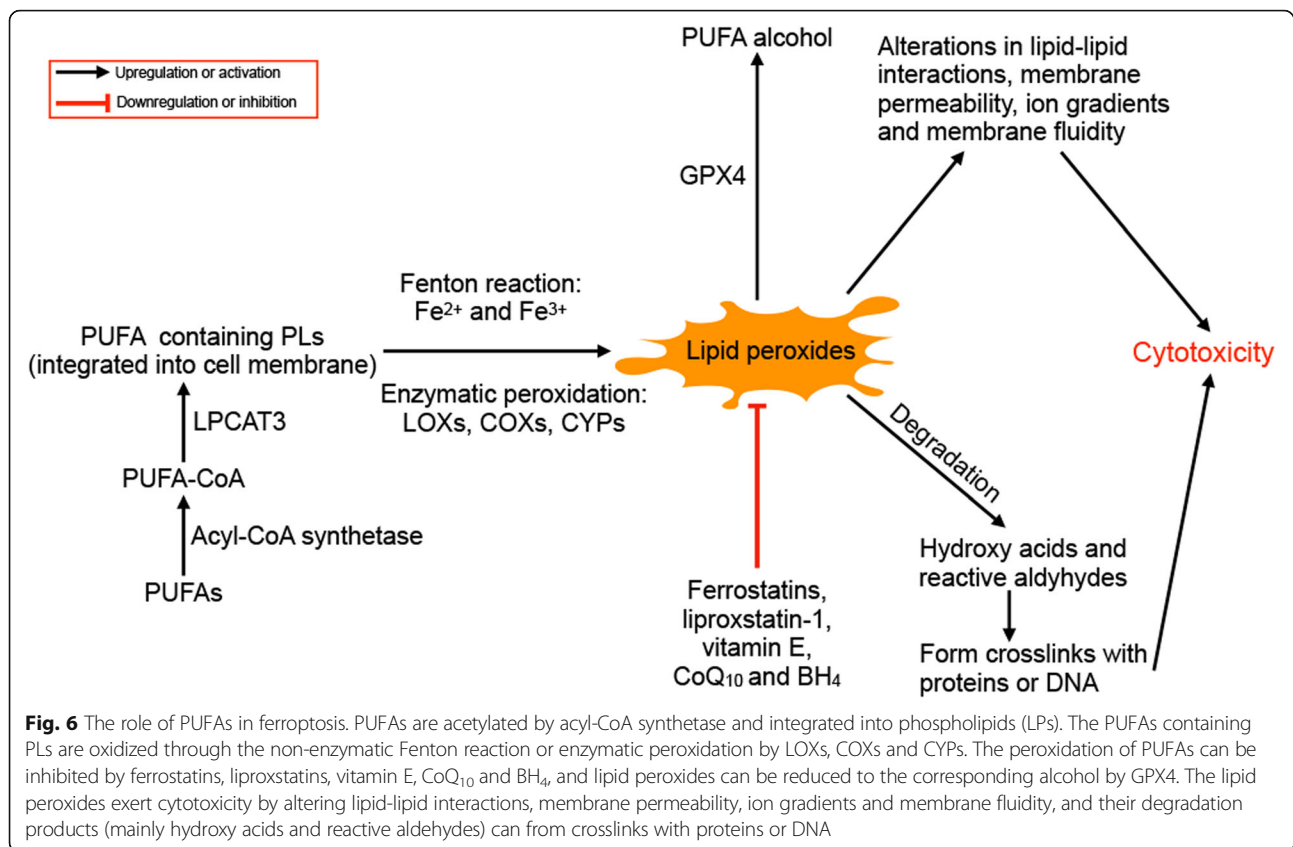 Upregulation or activation
Downregulation or inhibition
PUFA alcohol
GPX4
Alterations in lipid-lipid
interactions, membrane
permeability, ion gradients
and membrane fluidity
Fenton reaction:
Fe2+ and Fe3+
PUFA containing PLs
(integrated into cell membrane)
Enzymatic peroxidation:
LOXs, COXs, CYPs
Lipid peroxides
Cytotoxicity
LPCAT3
PUFA-CoA
Acyl-CoA synthetase
PUFAs
Degradation
Hydroxy acids and
reactive aldyhydes
Form crosslinks with
proteins or DNA
Ferrostatins,
liproxstatin-1,
vitamin E,
CoQ10 and BH4
Fig. 6 The role of PUFAs in ferroptosis. PUFAs are acetylated by acyl-CoA synthetase and integrated into phospholipids (LPs). The PUFAs containing
PLs are oxidized through the non-enzymatic Fenton reaction or enzymatic peroxidation by LOXs, COXs and CYPs. The peroxidation of PUFAs can be
inhibited by ferrostatins, liproxstatins, vitamin E, CoQ10 and BH4, and lipid peroxides can be reduced to the corresponding alcohol by GPX4. The lipid
peroxides exert cytotoxicity by altering lipid-lipid interactions, membrane permeability, ion gradients and membrane fluidity, and their degradation
products (mainly hydroxy acids and reactive aldehydes) can from crosslinks with proteins or DNA